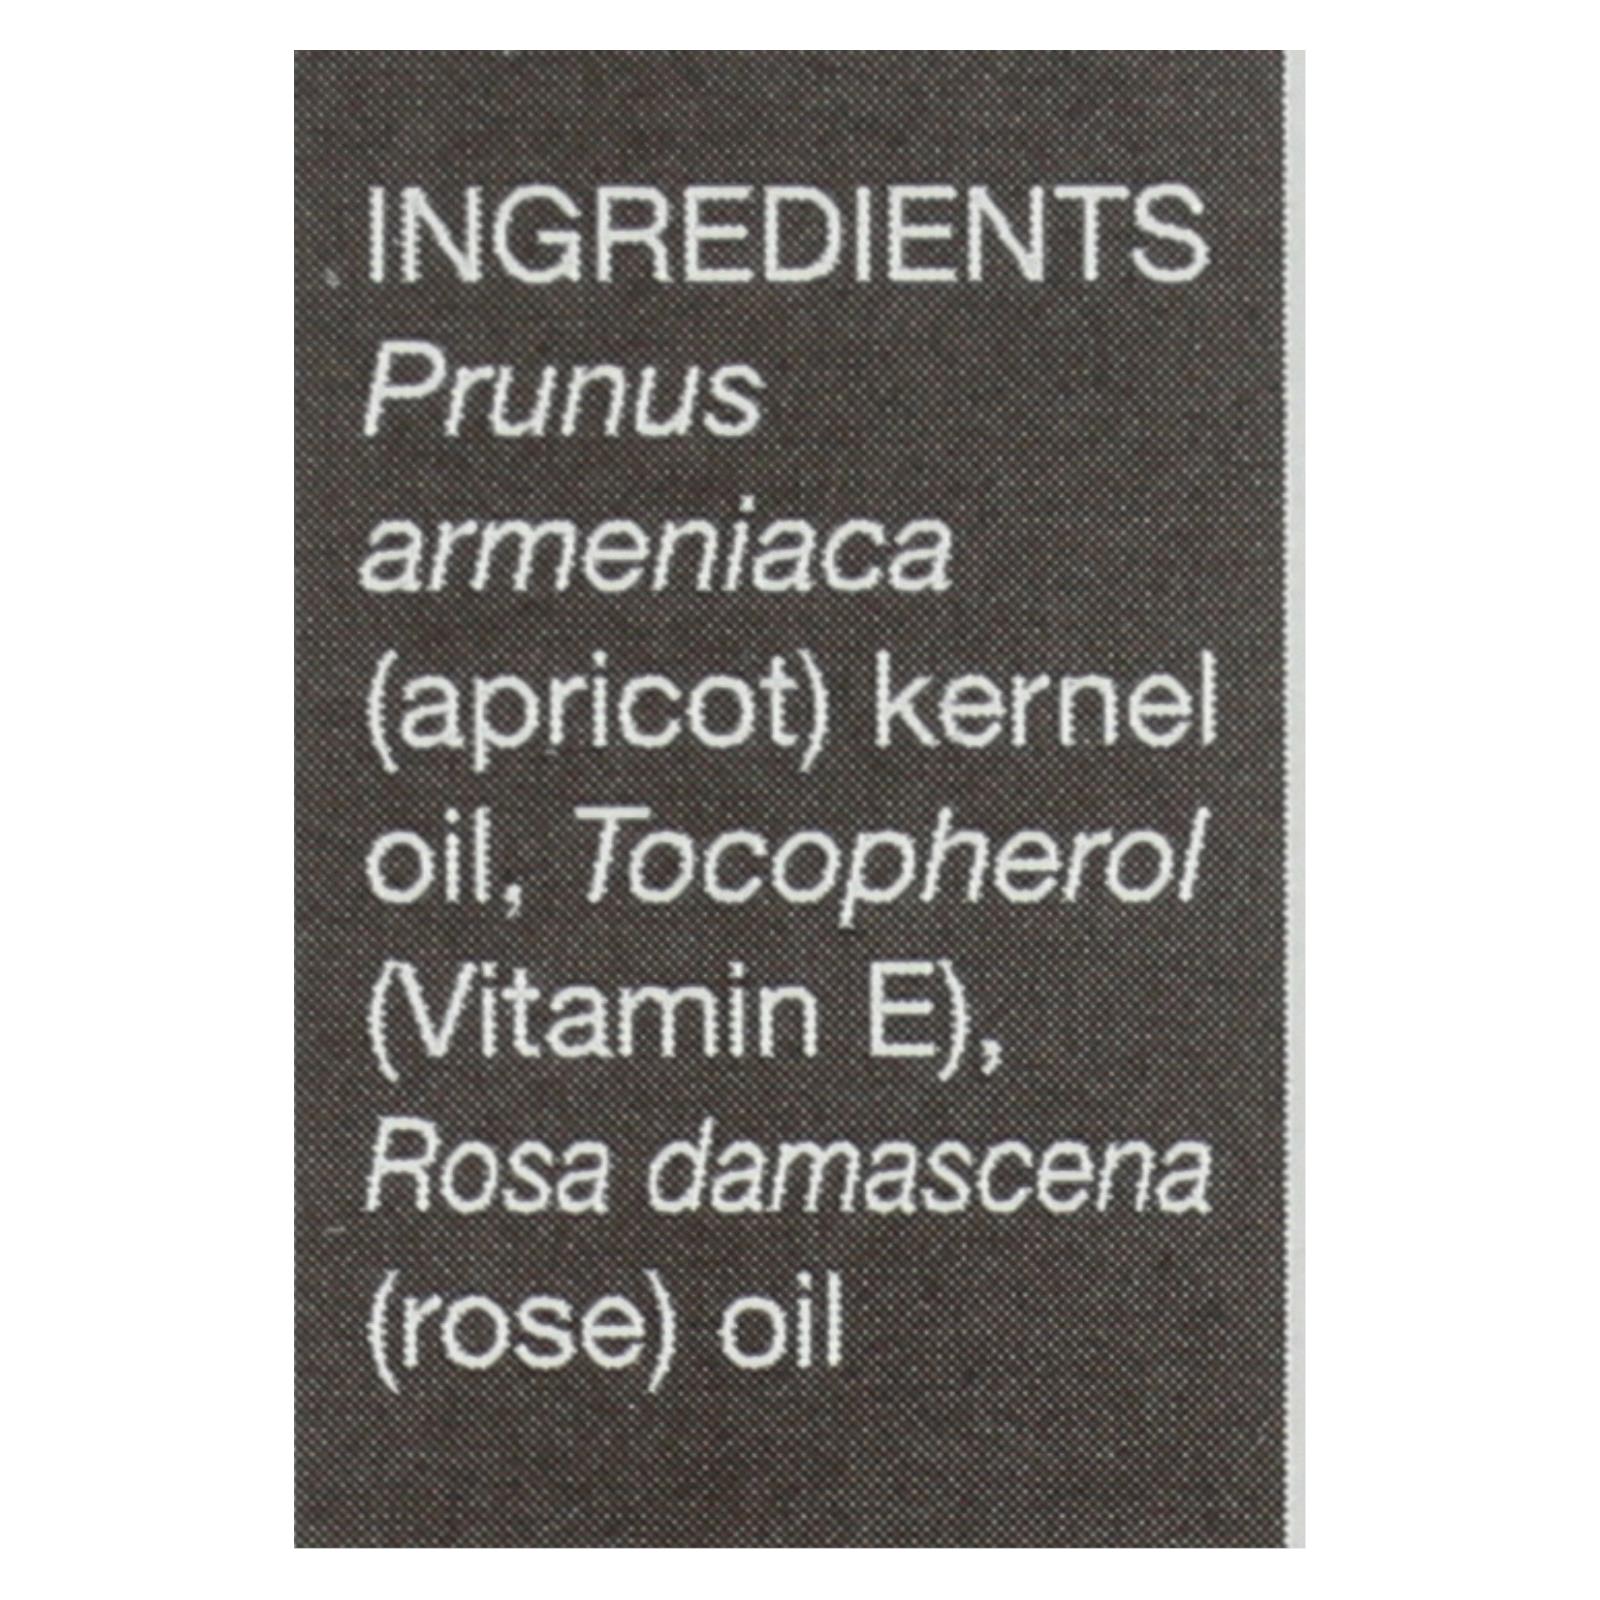 INGREDIENTS
Prunus
armeniaca
(apricot) kernel
oil, Tocopherol
(Vitamin E),
Rosa damascena
(rose) oil